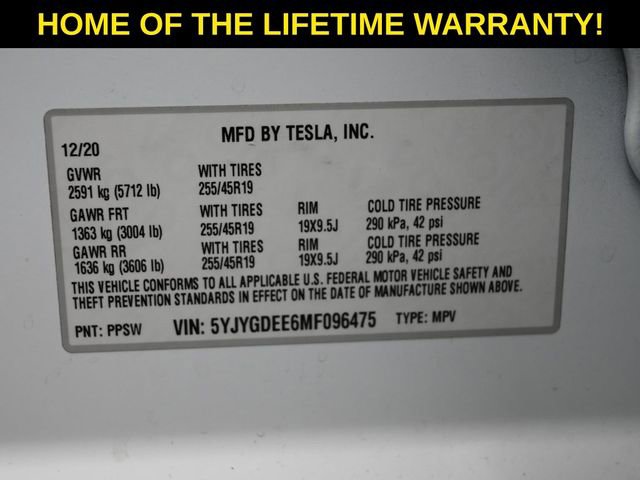 HOME OF THE LIFETIME WARRANTY!
MFD BY TESLA, INC.
12/20
GVWR WITH TIRES
2591 kg (5712 lb) 255/45R19
GAWR FRT WITH TIRES RIM COLD TIRE PRESSURE
1363 kg (3004 lb) 255/45R19 19X9.5J 290 kPa, 42 psi
GAWR RR WITH TIRES RIM COLD TIRE PRESSURE
1636 kg (3606 lb) 255/45R19 19X9.5J 290 kPa, 42 psi
THIS VEHICLE CONFORMS TO ALL APPLICABLE U.S. FEDERAL MOTOR VEHICLE SAFETY AND
THEFT PREVENTION STANDARDS IN EFFECT ON THE DATE OF MANUFACTURE SHOWN ABOVE.
PNT: PPSW VIN: 5YJYGDEE6MF096475 TYPE: MPV